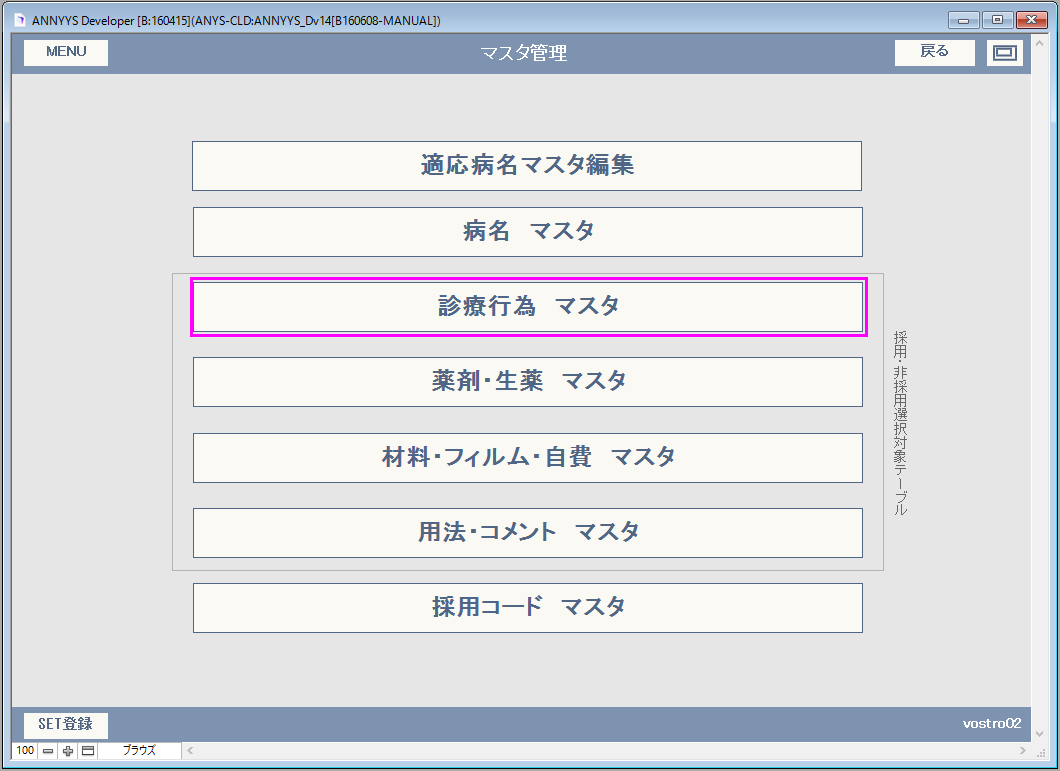 ANNYYS Developer [B:160415](ANYS-CLD:ANNYYS_Dv14[B160608-MANUAL])
MENU
マスタ管理
戻る
適応病名マスタ編集
病名　マスタ
診療行為　マスタ
薬剤・生薬　マスタ
材料・フィルム・自費　マスタ
用法・コメント　マスタ
採用・非採用選択対象テーブル
採用コード　マスタ
SET登録
vostro02
100
ブラウズ